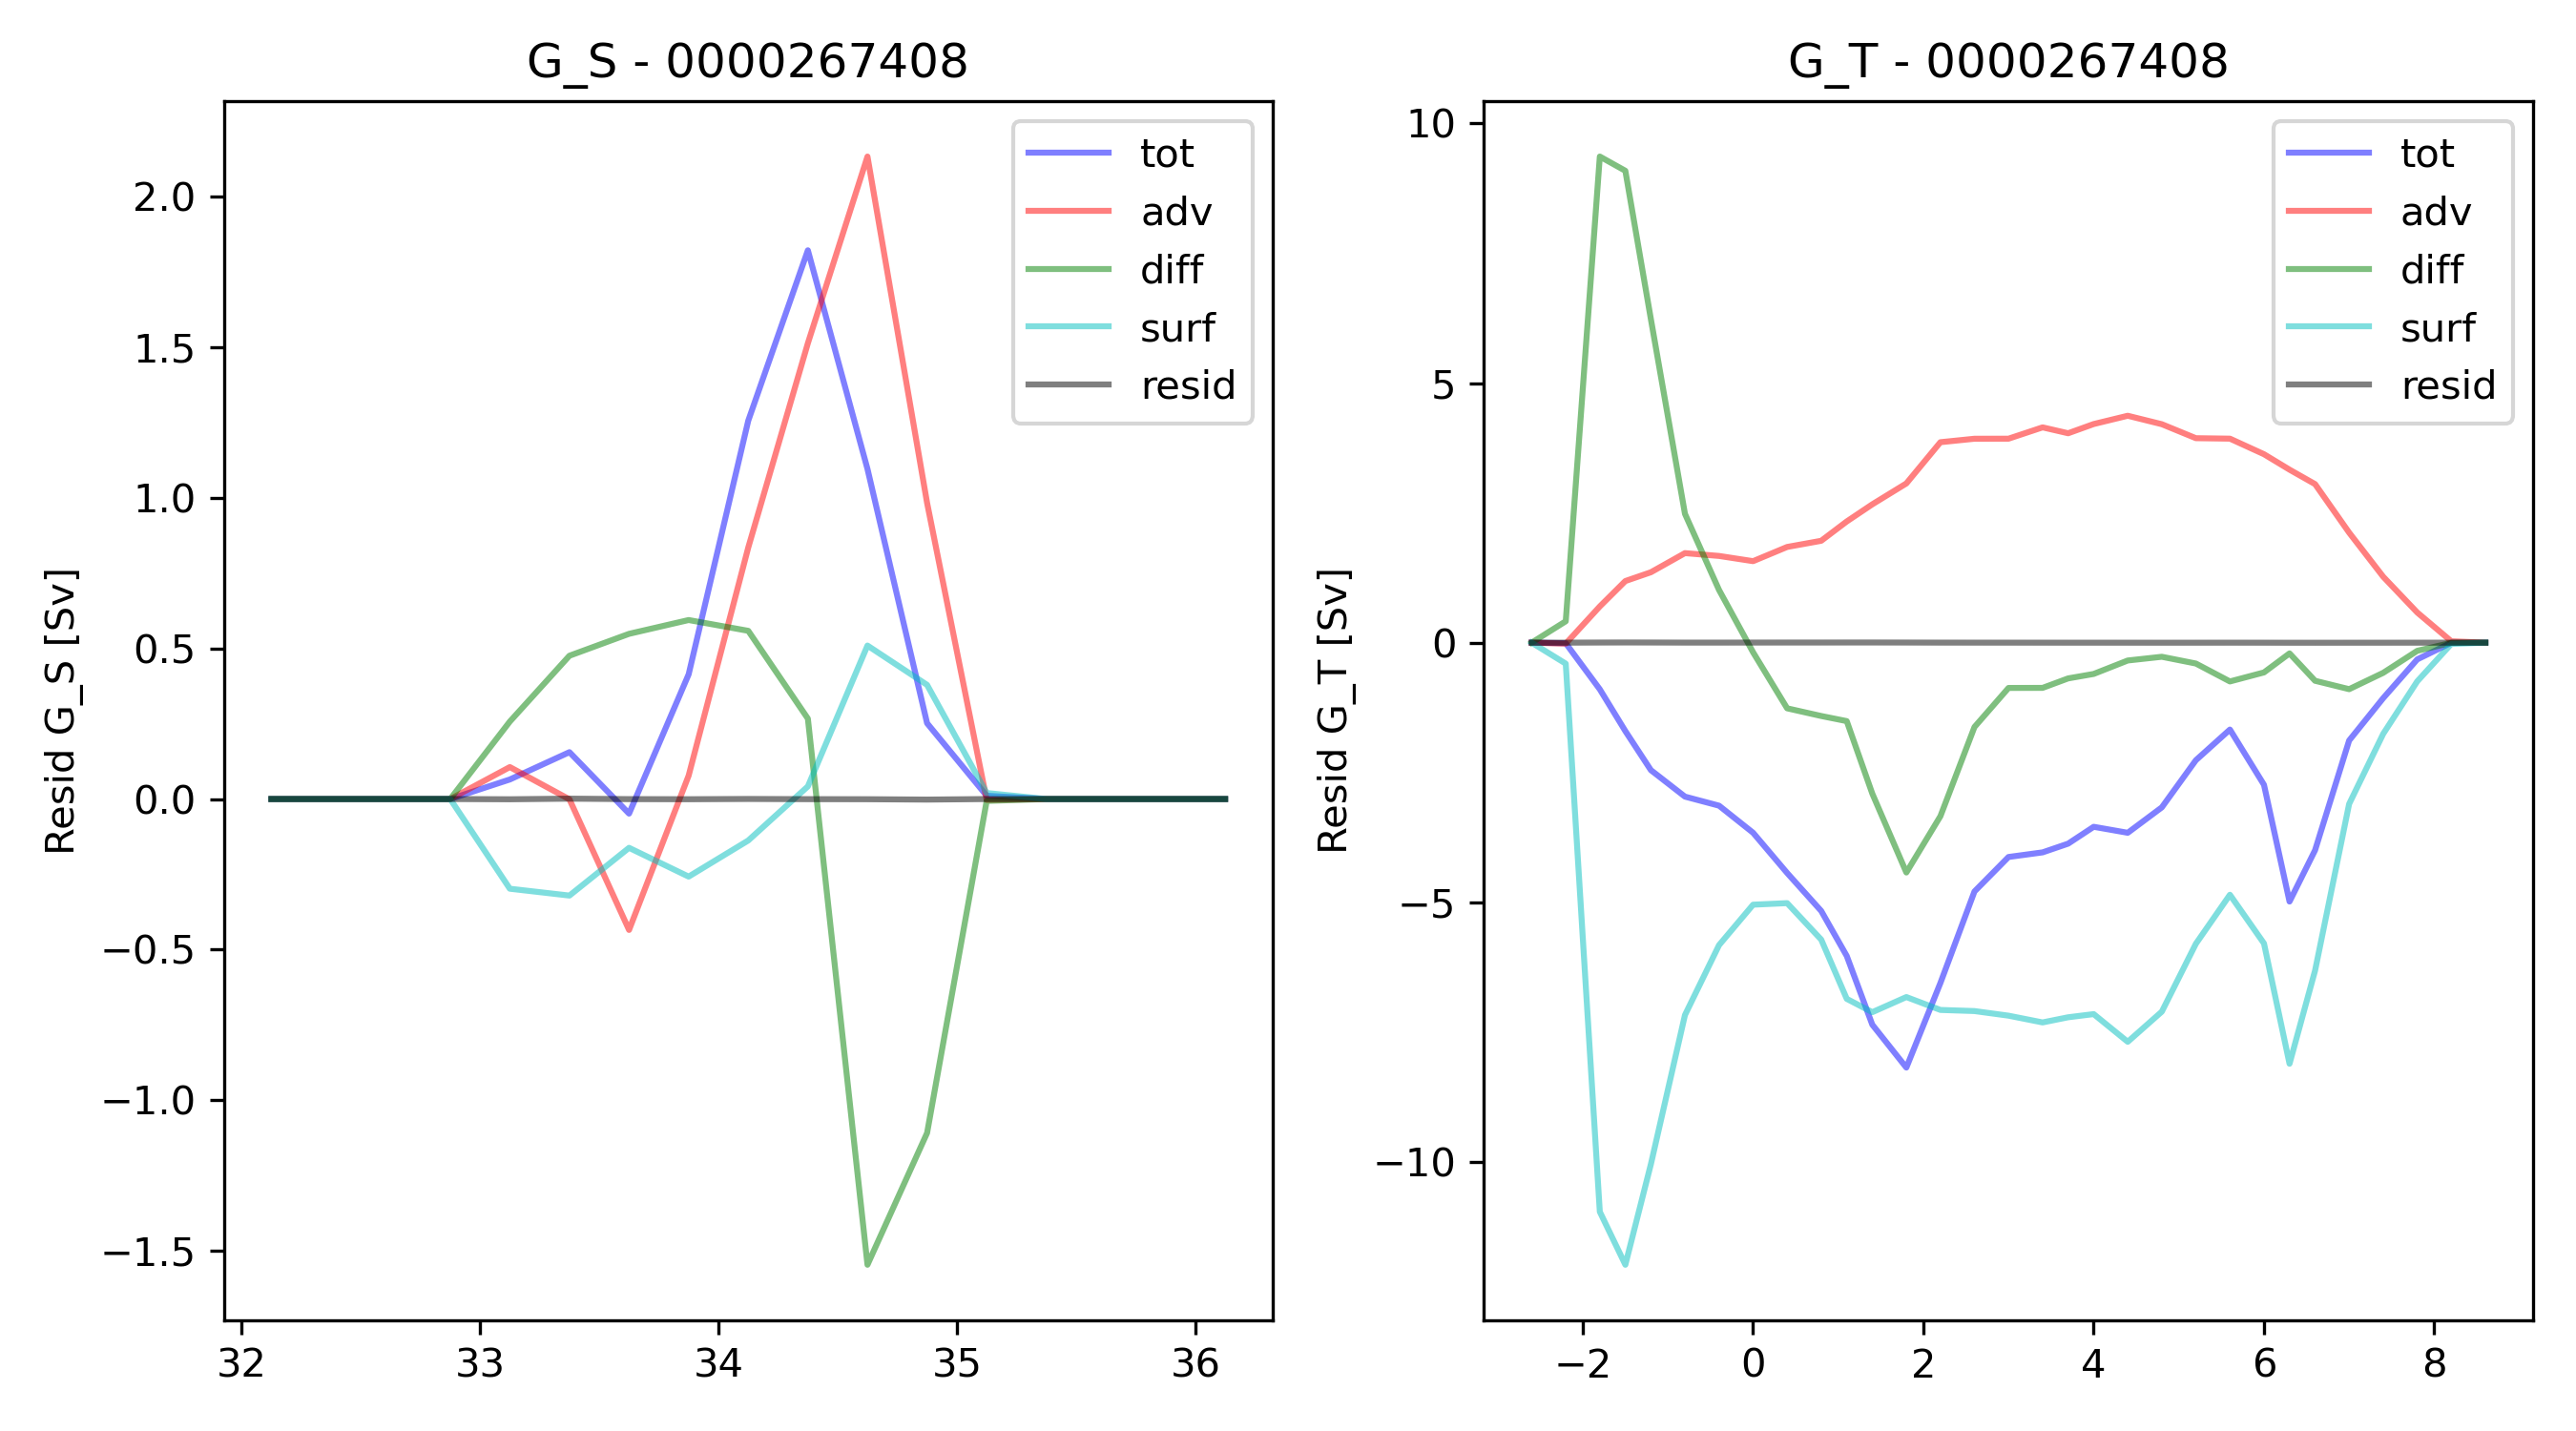 G_S - 0000267408
Resid G_S [Sv]
2.0
1.5
1.0
0.5
0.0
−0.5
−1.0
−1.5
32 33 34 35 36
tot
adv
diff
surf
resid
G_T - 0000267408
Resid G_T [Sv]
10
5
0
−5
−10
−2 0 2 4 6 8
tot
adv
diff
surf
resid